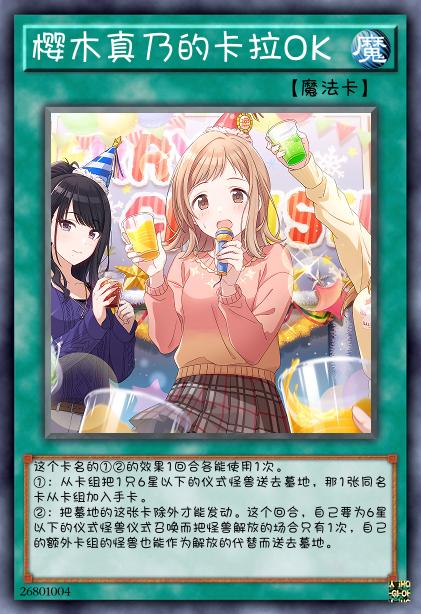 樱木真乃的卡拉OK
魔
【魔法卡】
这个卡名的①②的效果1回合各能使用1次。
①：从卡组把1只6星以下的仪式怪兽送去墓地，那1张同名
卡从卡组加入手卡。
②：把墓地的这张卡除外才能发动。这个回合，自己要为6星
以下的仪式怪兽仪式召唤而把怪兽解放的场合只有1次，自己
的额外卡组的怪兽也能作为解放的代替而送去墓地。
26801004